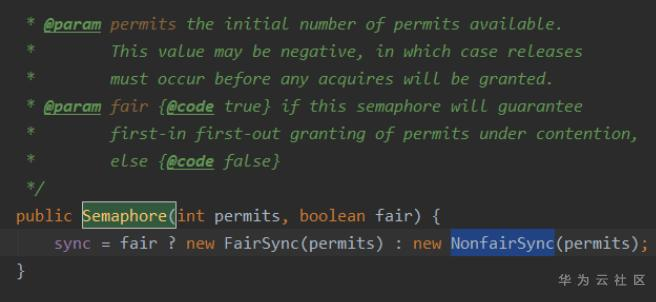 * @param permits the initial number of permits available.
*        This value may be negative, in which case releases
*        must occur before any acquires will be granted.
* @param fair {@code true} if this semaphore will guarantee
*        first-in first-out granting of permits under contention,
*        else {@code false}
*/
public Semaphore(int permits, boolean fair) {
    sync = fair ? new FairSync(permits) : new NonfairSync(permits);
}
华为云社区